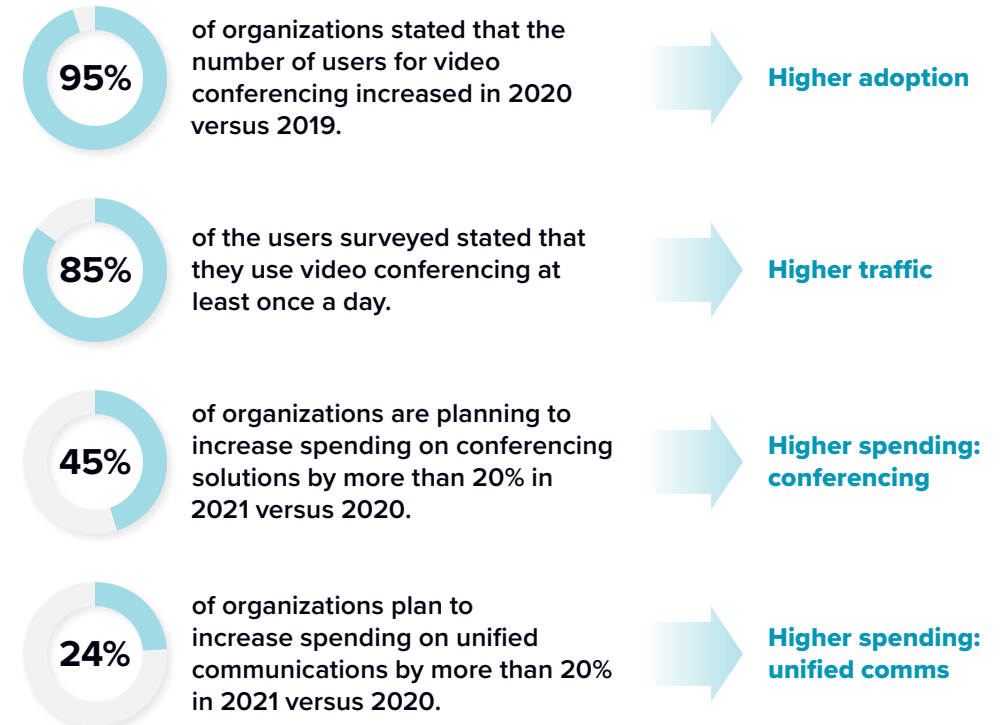 95%
of organizations stated that the
number of users for video
conferencing increased in 2020
versus 2019.
Higher adoption
85%
of the users surveyed stated that
they use video conferencing at
least once a day.
Higher traffic
45%
of organizations are planning to
increase spending on conferencing
solutions by more than 20% in
2021 versus 2020.
Higher spending:
conferencing
24%
of organizations plan to
increase spending on unified
communications by more than 20%
in 2021 versus 2020.
Higher spending:
unified comms